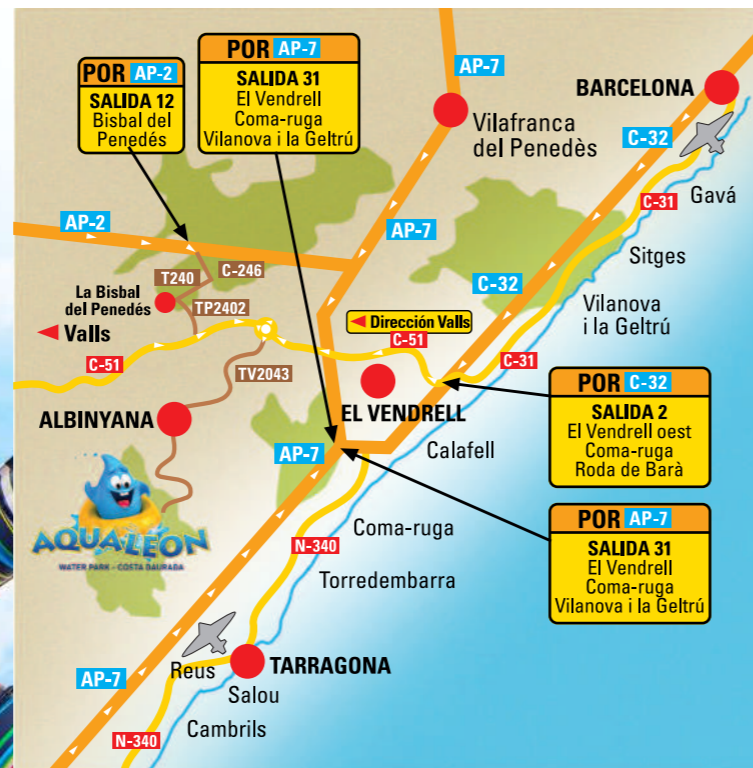 POR AP-2
SALIDA 12
Bisbal del
Penedés
POR AP-7
SALIDA 31
El Vendrell
Coma-ruga
Vilanova i la Geltrú
AP-7
BARCELONA
Vilafranca
del Penedès
C-32
C-31
Gavá
AP-2
AP-7
Sitges
T240
C-246
C-32
La Bisbal
del Penedés
TP2402
Vilanova
i la Geltrú
Valls
Dirección Valls
C-51
C-51
C-31
TV2043
EL VENDRELL
POR C-32
SALIDA 2
El Vendrell oest
Coma-ruga
Roda de Barà
ALBINYANA
AP-7
Calafell
AQUALEON
WATER PARK - COSTA DAURADA
Coma-ruga
N-340
Torredembarra
POR AP-7
SALIDA 31
El Vendrell
Coma-ruga
Vilanova i la Geltrú
Reus
TARRAGONA
AP-7
Salou
Cambrils
N-340